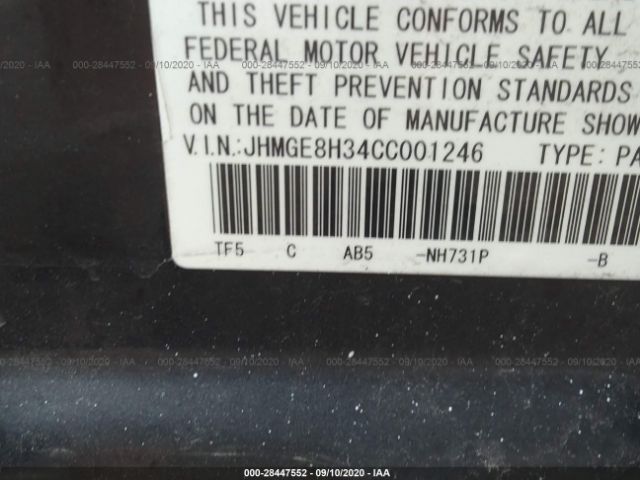 THIS VEHICLE CONFORMS TO ALL
FEDERAL MOTOR VEHICLE SAFETY
AND THEFT PREVENTION STANDARDS
ON THE DATE OF MANUFACTURE SHOW
V.I.N.:JHMGE8H34CC001246 TYPE:PA
TF5 C AB5 -NH731P -B
000-28447552 - 09/10/2020 - IAA